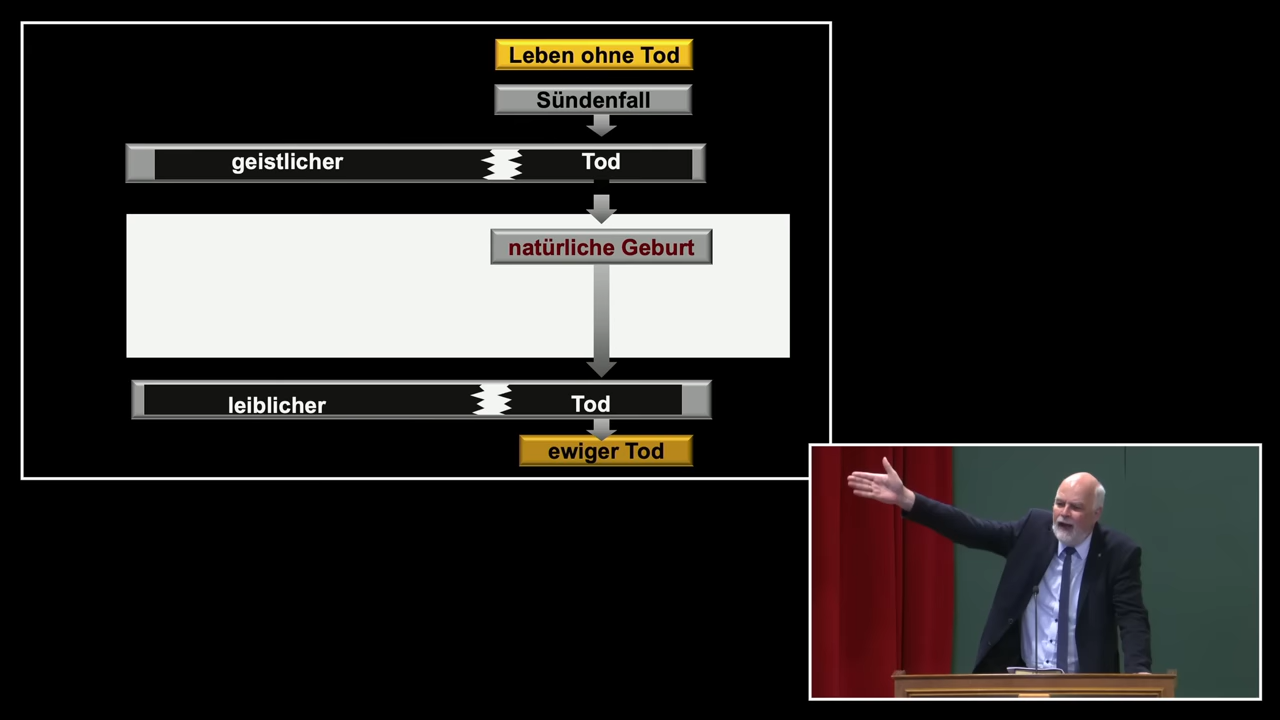 Leben ohne Tod
Sündenfall
geistlicher Tod
natürliche Geburt
leiblicher Tod
ewiger Tod